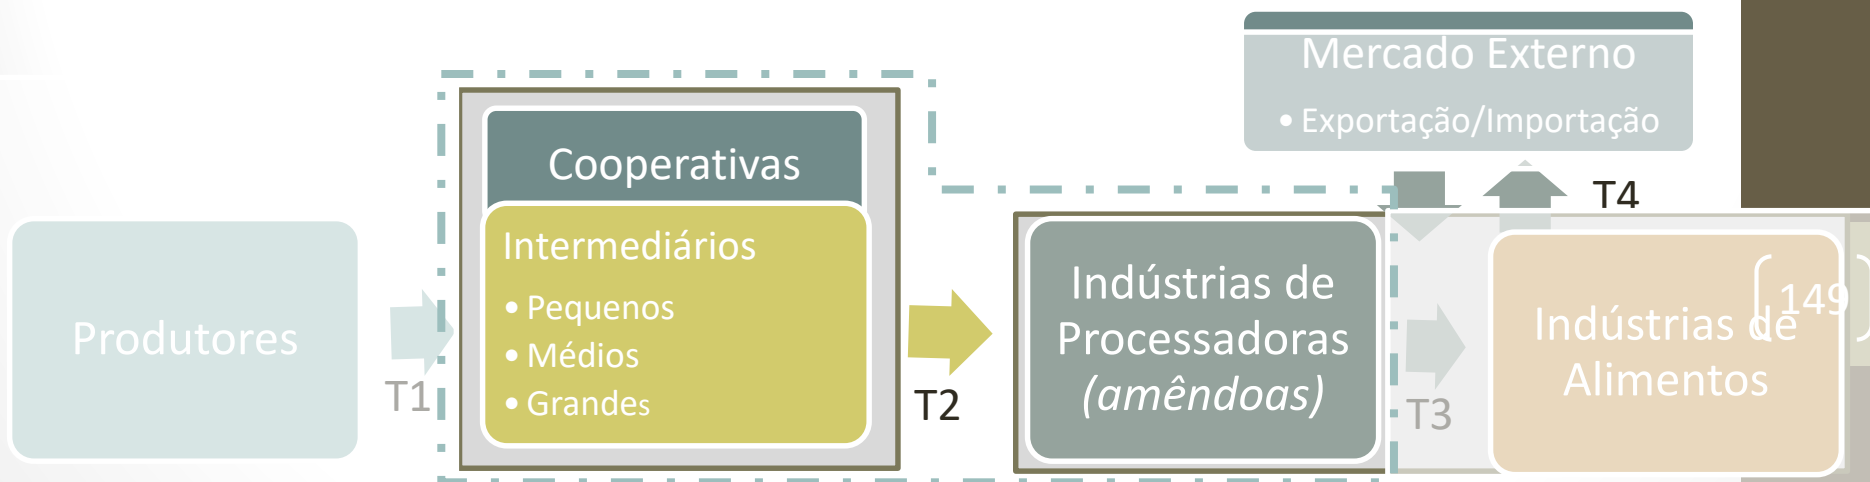 Mercado Externo
• Exportação/Importação
Cooperativas
T4
Intermediários
• Pequenos
• Médios
• Grandes
Produtores
T1
T2
Indústrias de
Processadoras
(amêndoas)
T3
Indústrias de
Alimentos
149